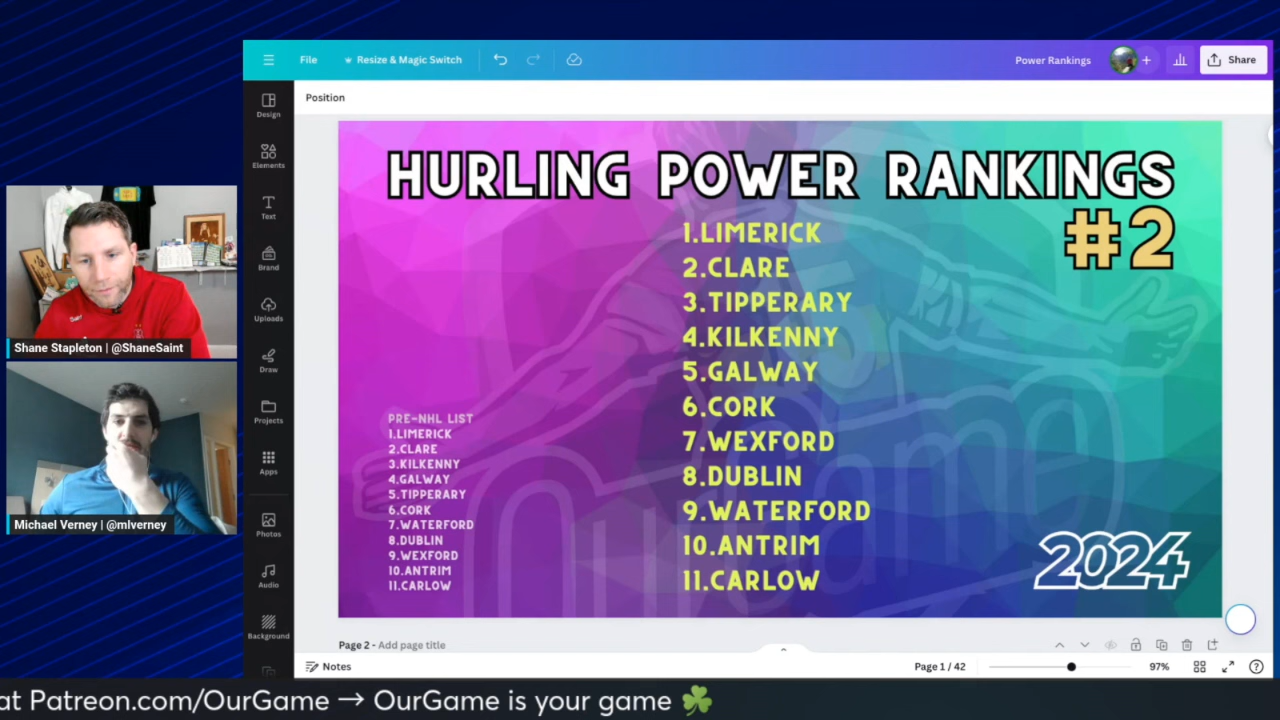 File
Resize & Magic Switch
Power Rankings
+
Share
Position
Design
Elements
Text
Brand
Uploads
Draw
Projects
Apps
Photos
Audio
Background
HURLING POWER RANKINGS
#2
1.LIMERICK
2.CLARE
3.TIPPERARY
4.KILKENNY
5.GALWAY
6.CORK
7.WEXFORD
8.DUBLIN
9.WATERFORD
10.ANTRIM
11.CARLOW
PRE-NHL LIST
1.LIMERICK
2.CLARE
3.KILKENNY
4.GALWAY
5.TIPPERARY
6.CORK
7.WATERFORD
8.DUBLIN
9.WEXFORD
10.ANTRIM
11.CARLOW
2024
OurGame
Shane Stapleton | @ShaneSaint
Michael Verney | @mlverney
Page 2 - Add page title
Notes
Page 1 / 42
97%
at Patreon.com/OurGame → OurGame is your game ☘️